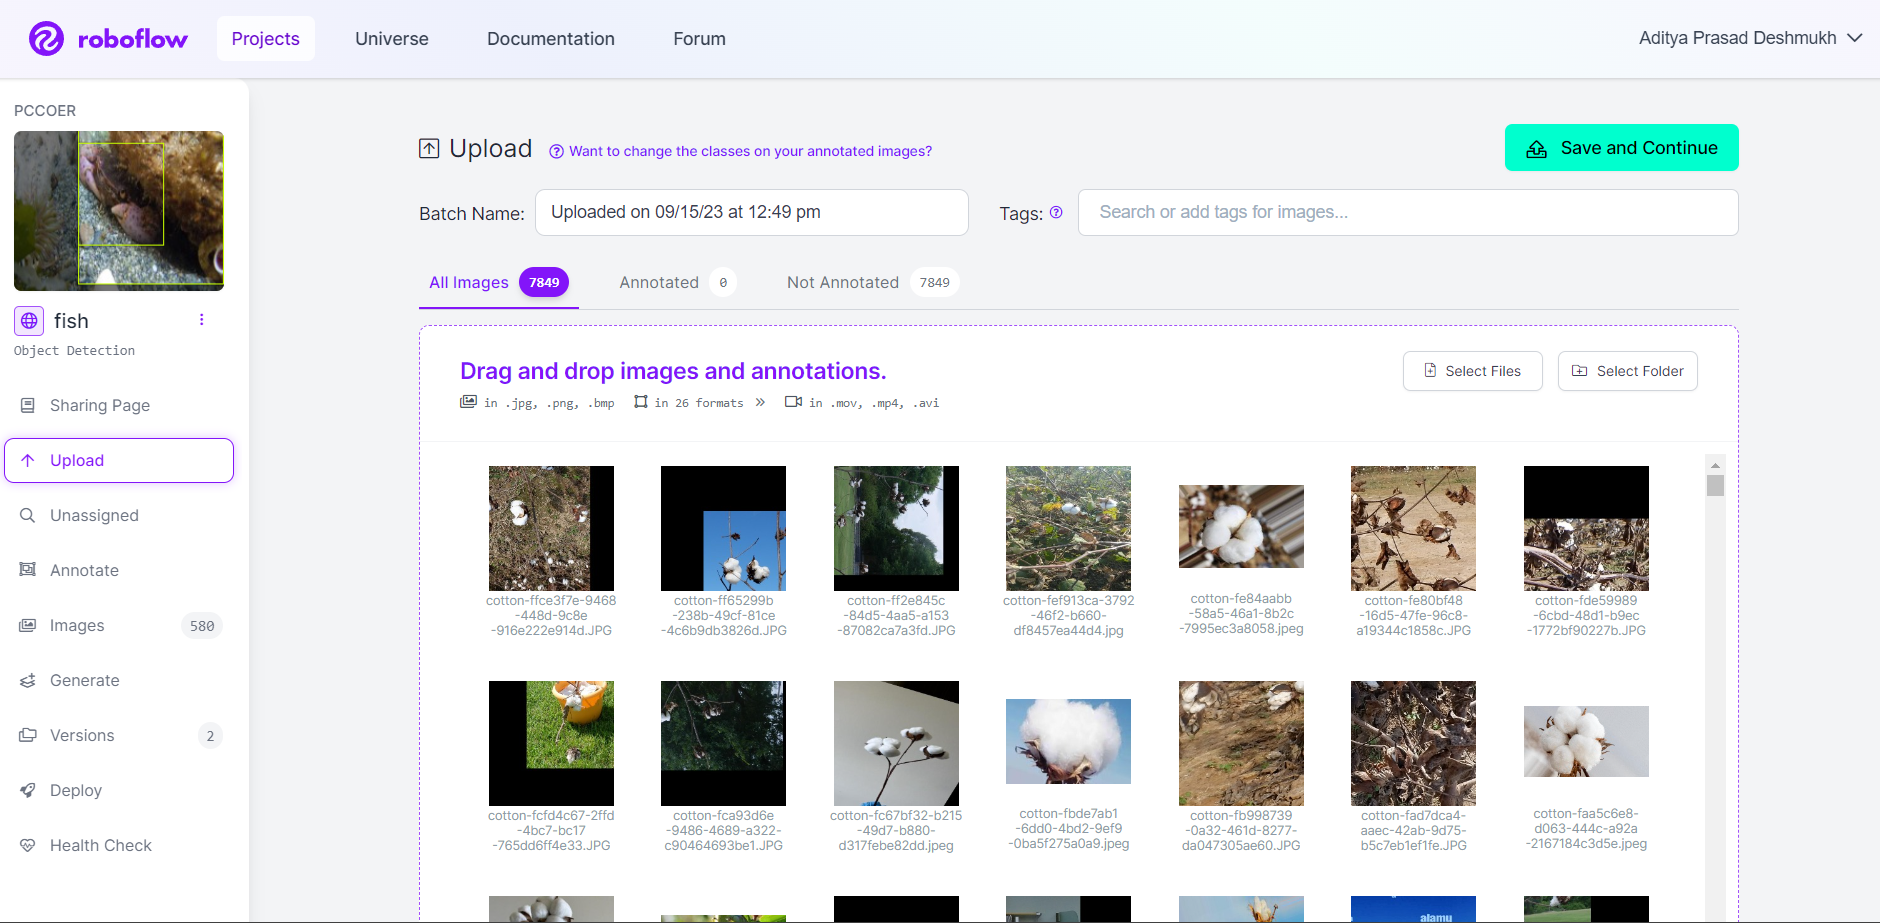 roboflow
Projects
Universe
Documentation
Forum
Aditya Prasad Deshmukh
PCCOER
fish
Object Detection
Sharing Page
Upload
Unassigned
Annotate
Images 580
Generate
Versions 2
Deploy
Health Check
Upload
Want to change the classes on your annotated images?
Save and Continue
Batch Name: Uploaded on 09/15/23 at 12:49 pm
Tags: Search or add tags for images...
All Images 7849
Annotated 0
Not Annotated 7849
Drag and drop images and annotations.
in .jpg, .png, .bmp
in 26 formats
in .mov, .mp4, .avi
Select Files
Select Folder
cotton-ffce3f7e-9468
-448d-9c8e
-916e222e914d.JPG
cotton-ff65299b
-238b-49cf-81ce
-4c6b9db3826d.JPG
cotton-ff2e845c
-84d5-4aa5-a153
-87082ca7a3fd.JPG
cotton-fef913ca-3792
-46f2-b660-
df8457ea44d4.jpg
cotton-fe84aabb
-58a5-46a1-8b2c
-7995ec3a8058.jpeg
cotton-fe80bf48
-16d5-47fe-96c8-
a19344c1858c.JPG
cotton-fde59989
-6cbd-48d1-b9ec
-1772bf90227b.JPG
cotton-fcfd4c67-2ffd
-4bc7-bc17
-765dd6ff4e33.JPG
cotton-fca93d6e
-9486-4689-a322-
c90464693be1.JPG
cotton-fc67bf32-b215
-49d7-b880-
d317febe82dd.jpeg
cotton-fbde7ab1
-6dd0-4bd2-9ef9
-0ba5f275a0a9.jpeg
cotton-fb998739
-0a32-461d-8277-
da047305ae60.JPG
cotton-fad7dca4-
aaec-42ab-9d75-
b5c7eb1ef1fe.JPG
cotton-faa5c6e8-
d063-444c-a92a
-2167184c3d5e.jpeg
alamu